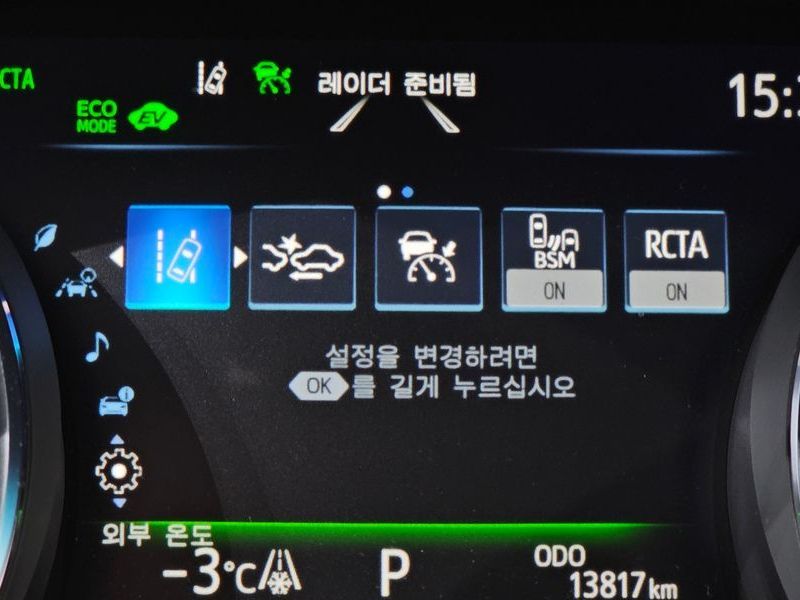 CTA
레이더 준비됨
15:
ECO
MODE
EV
BSM
ON
RCTA
ON
설정을 변경하려면
OK 를 길게 누르십시오
외부 온도
-3°C
P
ODO
13817km